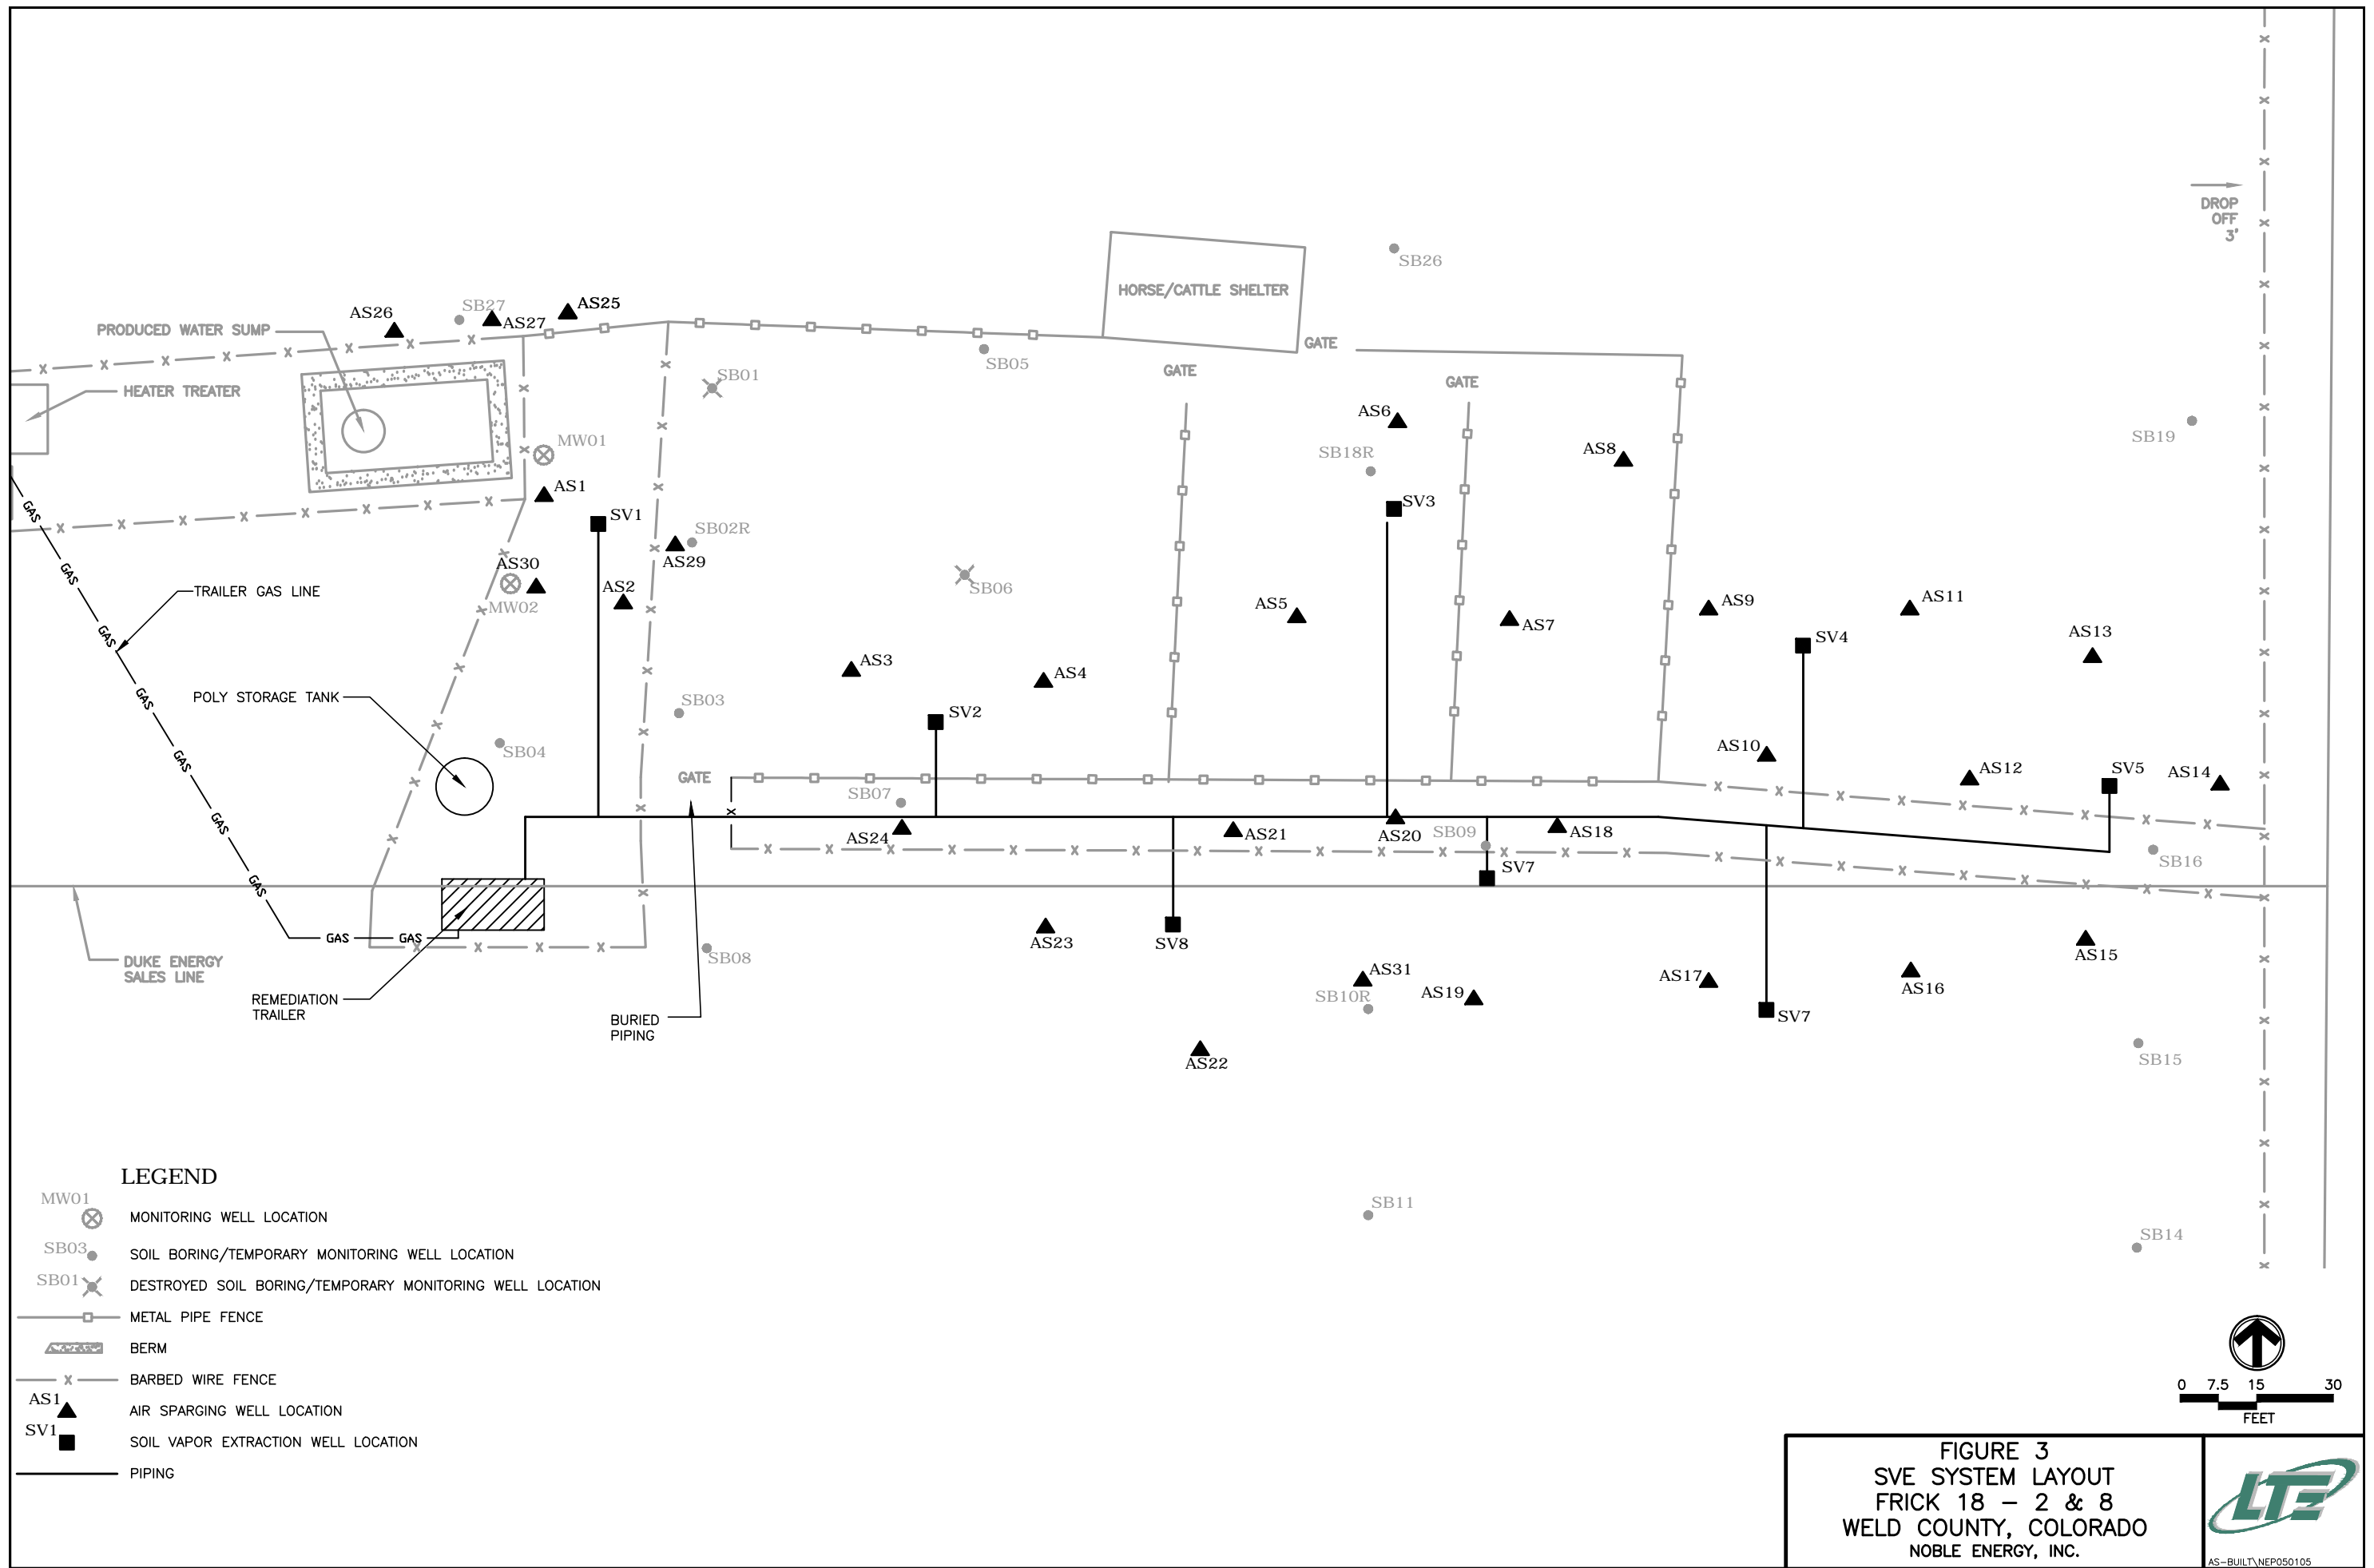 DROP
OFF
3'
SB26
HORSE/CATTLE SHELTER
SB27
AS25
AS26
AS27
PRODUCED WATER SUMP
GATE
SB05
GATE
SB01
GATE
HEATER TREATER
AS6
SB19
MW01
SB18R
AS8
AS1
SV3
GAS
SV1
SB02R
AS30
AS29
GAS
TRAILER GAS LINE
AS2
SB06
MW02
AS5
AS9
AS11
AS7
GAS
AS13
SV4
AS3
AS4
GAS
POLY STORAGE TANK
SB03
SV2
SB04
AS10
GAS
GATE
AS12
SV5
AS14
SB07
GAS
AS24
AS21
AS20
SB09
AS18
SV7
SB16
GAS
GAS
GAS
AS23
SV8
SB08
DUKE ENERGY
SALES LINE
AS15
AS31
AS17
AS16
SB10R
AS19
REMEDIATION
TRAILER
BURIED
PIPING
SV7
AS22
SB15
LEGEND
MW01
MONITORING WELL LOCATION
SB11
SB03
SOIL BORING/TEMPORARY MONITORING WELL LOCATION
SB14
SB01
DESTROYED SOIL BORING/TEMPORARY MONITORING WELL LOCATION
METAL PIPE FENCE
BERM
BARBED WIRE FENCE
AS1
AIR SPARGING WELL LOCATION
SV1
SOIL VAPOR EXTRACTION WELL LOCATION
PIPING
0 7.5 15 30
FEET
FIGURE 3
SVE SYSTEM LAYOUT
FRICK 18 – 2 & 8
WELD COUNTY, COLORADO
NOBLE ENERGY, INC.
LTE
AS-BUILT\NEP050105